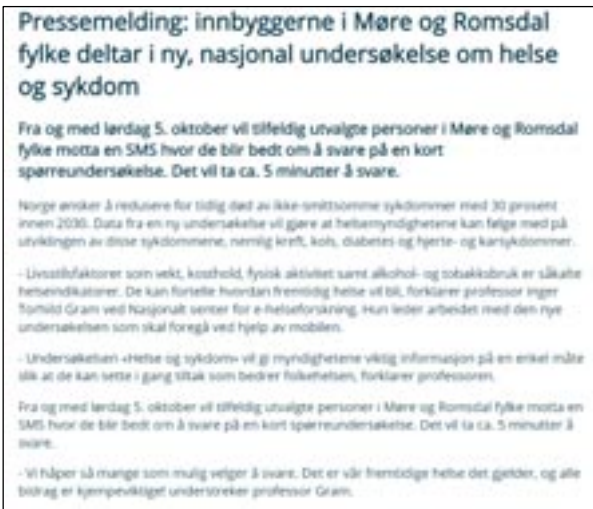 Pressemelding: innbyggerne i Møre og Romsdal
fylke deltar i ny, nasjonal undersøkelse om helse
og sykdom
Fra og med lørdag 5. oktober vil tilfeldig utvalgte personer i Møre og Romsdal
fylke motta en SMS hvor de blir bedt om å svare på en kort
spørreundersøkelse. Det vil ta ca. 5 minutter å svare.
Norge ønsker å redusere for tidlig død av ikke-smittsomme sykdommer med 30 prosent
innen 2030. Data fra en ny undersøkelse vil gjøre at helsemyndighetene kan følge med på
utviklingen av disse sykdommene, nemlig kreft, kols, diabetes og hjerte- og karsykdommer.
- Livsstilsfaktorer som vekt, kosthold, fysisk aktivitet samt alkohol- og tobakksbruk er såkalte
helseindikatorer. De kan fortelle hvordan fremtidig helse vil bli, forklarer professor Inger
Torhild Gram ved Nasjonalt senter for e-helseforskning. Hun leder arbeidet med den nye
undersøkelsen som skal foregå ved hjelp av mobilen.
- Undersøkelsen «Helse og sykdom» vil gi myndighetene viktig informasjon på en enkel måte
slik at de kan sette i gang tiltak som bedrer folkehelsen, forklarer professoren.
Fra og med lørdag 5. oktober vil tilfeldig utvalgte personer i Møre og Romsdal fylke motta en
SMS hvor de blir bedt om å svare på en kort spørreundersøkelse. Det vil ta ca. 5 minutter å
svare.
- Vi håper så mange som mulig velger å svare. Det er vår fremtidige helse det gjelder, og alle
bidrag er kjempeviktige! understreker professor Gram.